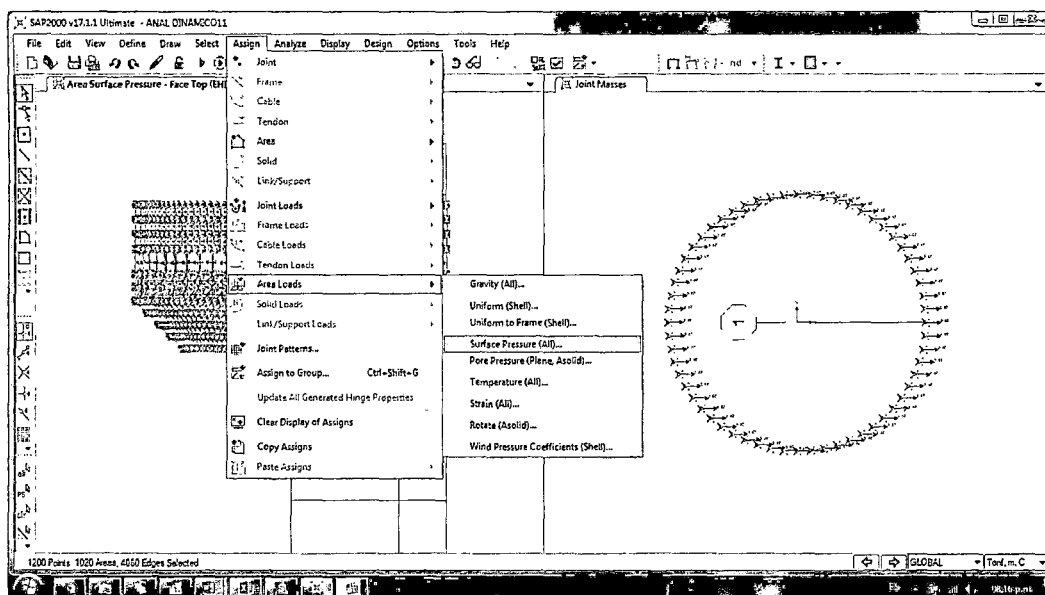 SAP2000 v17.1.1 Ultimate - ANAL DINAMECO11
File Edit View Define Draw Select Assign Analyze Display Design Options Tools Help
nd
Area Surface Pressure - Face Top (EH
Joint Masses
Joint
Frame
Cable
Tendon
Area
Solid
Link/Support
Joint Loads
Frame Loads
Cable Loads
Tendon Loads
Area Loads
Solid Loads
Link/Support Loads
Joint Patterns...
Assign to Group... Ctrl+Shift+G
Update All Generated Hinge Properties
Clear Display of Assigns
Copy Assigns
Paste Assigns
Gravity (All)...
Uniform (Shell)...
Uniform to Frame (Shell)...
Surface Pressure (All)...
Pore Pressure (Plane, Asolid)...
Temperature (All)...
Strain (All)...
Rotate (Asolid)...
Wind Pressure Coefficients (Shell)...
1200 Points, 1020 Areas, 4060 Edges Selected
GLOBAL
Tonf, m, C